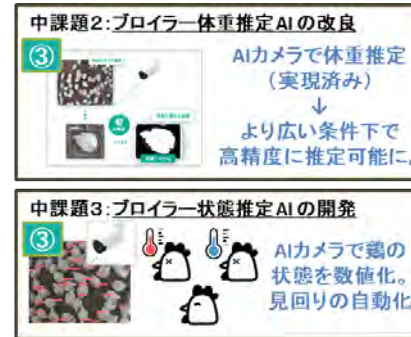 中課題2:ブロイラー体重推定AIの改良
③
AIカメラで体重推定
(実現済み)
↓
より広い条件下で
高精度に推定可能に。
中課題3:ブロイラー状態推定AIの開発
③
AIカメラで鶏の
状態を数値化。
見回りの自動化